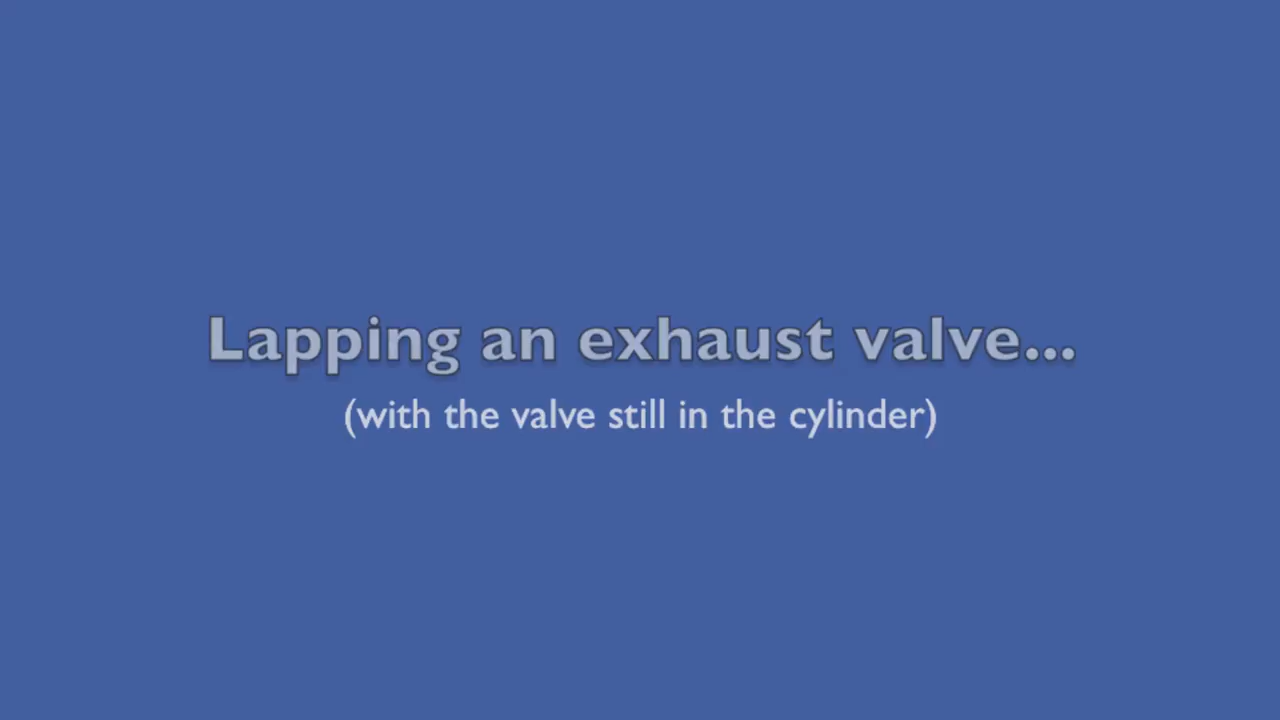 Lapping an exhaust valve...
(with the valve still in the cylinder)